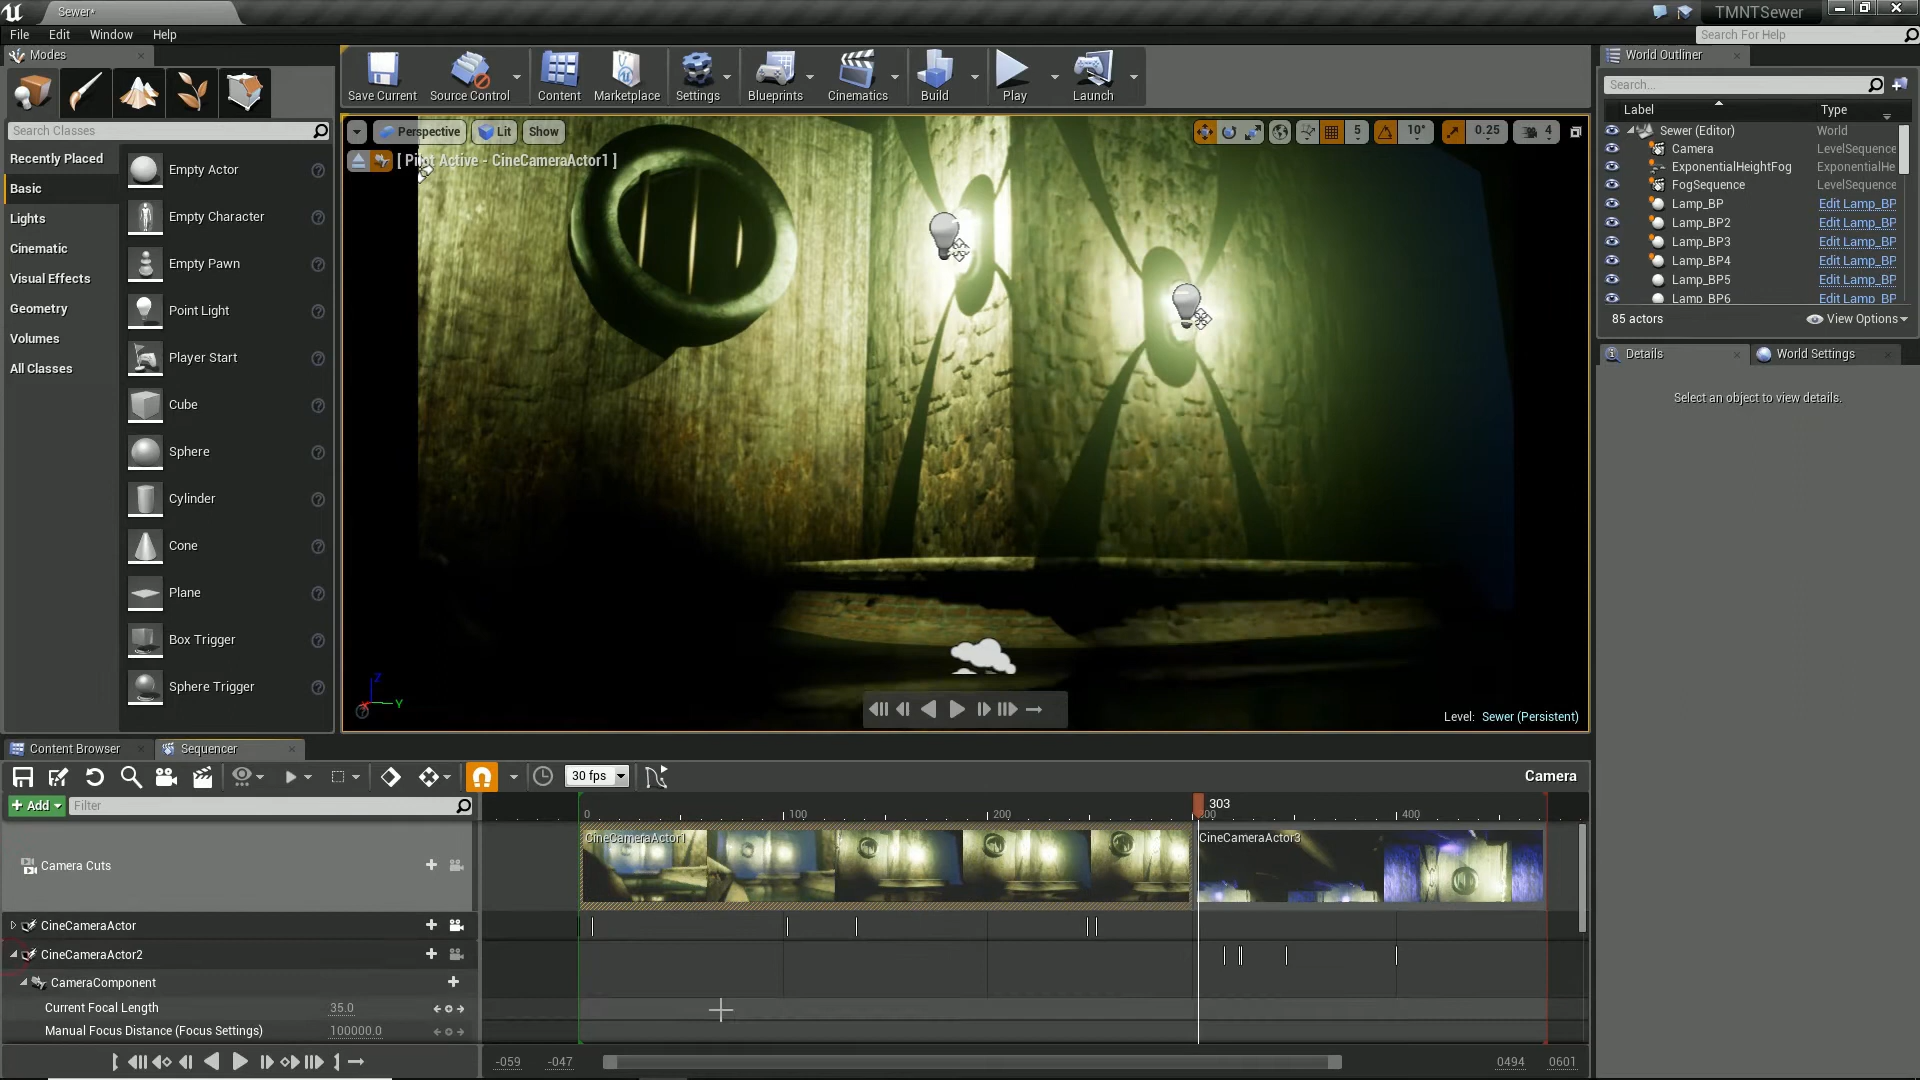 Sewer*
TMNTSewer
File Edit Window Help
Search For Help
Modes
Search Classes
Recently Placed
Basic
Lights
Cinematic
Visual Effects
Geometry
Volumes
All Classes
Empty Actor
Empty Character
Empty Pawn
Point Light
Player Start
Cube
Sphere
Cylinder
Cone
Plane
Box Trigger
Sphere Trigger
Save Current Source Control Content Marketplace Settings Blueprints Cinematics Build Play Launch
Perspective Lit Show
5 10° 0.25 4
[ Pilot Active - CineCameraActor1 ]
Z
Y
Level: Sewer (Persistent)
World Outliner
Search...
Label Type
Sewer (Editor) World
Camera LevelSequence
ExponentialHeightFog ExponentialHe
FogSequence LevelSequence
Lamp_BP Edit Lamp_BP
Lamp_BP2 Edit Lamp_BP
Lamp_BP3 Edit Lamp_BP
Lamp_BP4 Edit Lamp_BP
Lamp_BP5 Edit Lamp_BP
Lamp_BP6 Edit Lamp_BP
85 actors View Options
Details World Settings
Select an object to view details.
Content Browser Sequencer
30 fps Camera
+ Add Filter
303
0 100 200 400
CineCameraActor1 CineCameraActor3
Camera Cuts
CineCameraActor
CineCameraActor2
CameraComponent
Current Focal Length 35.0
Manual Focus Distance (Focus Settings) 100000.0
-059 -047 0494 0601